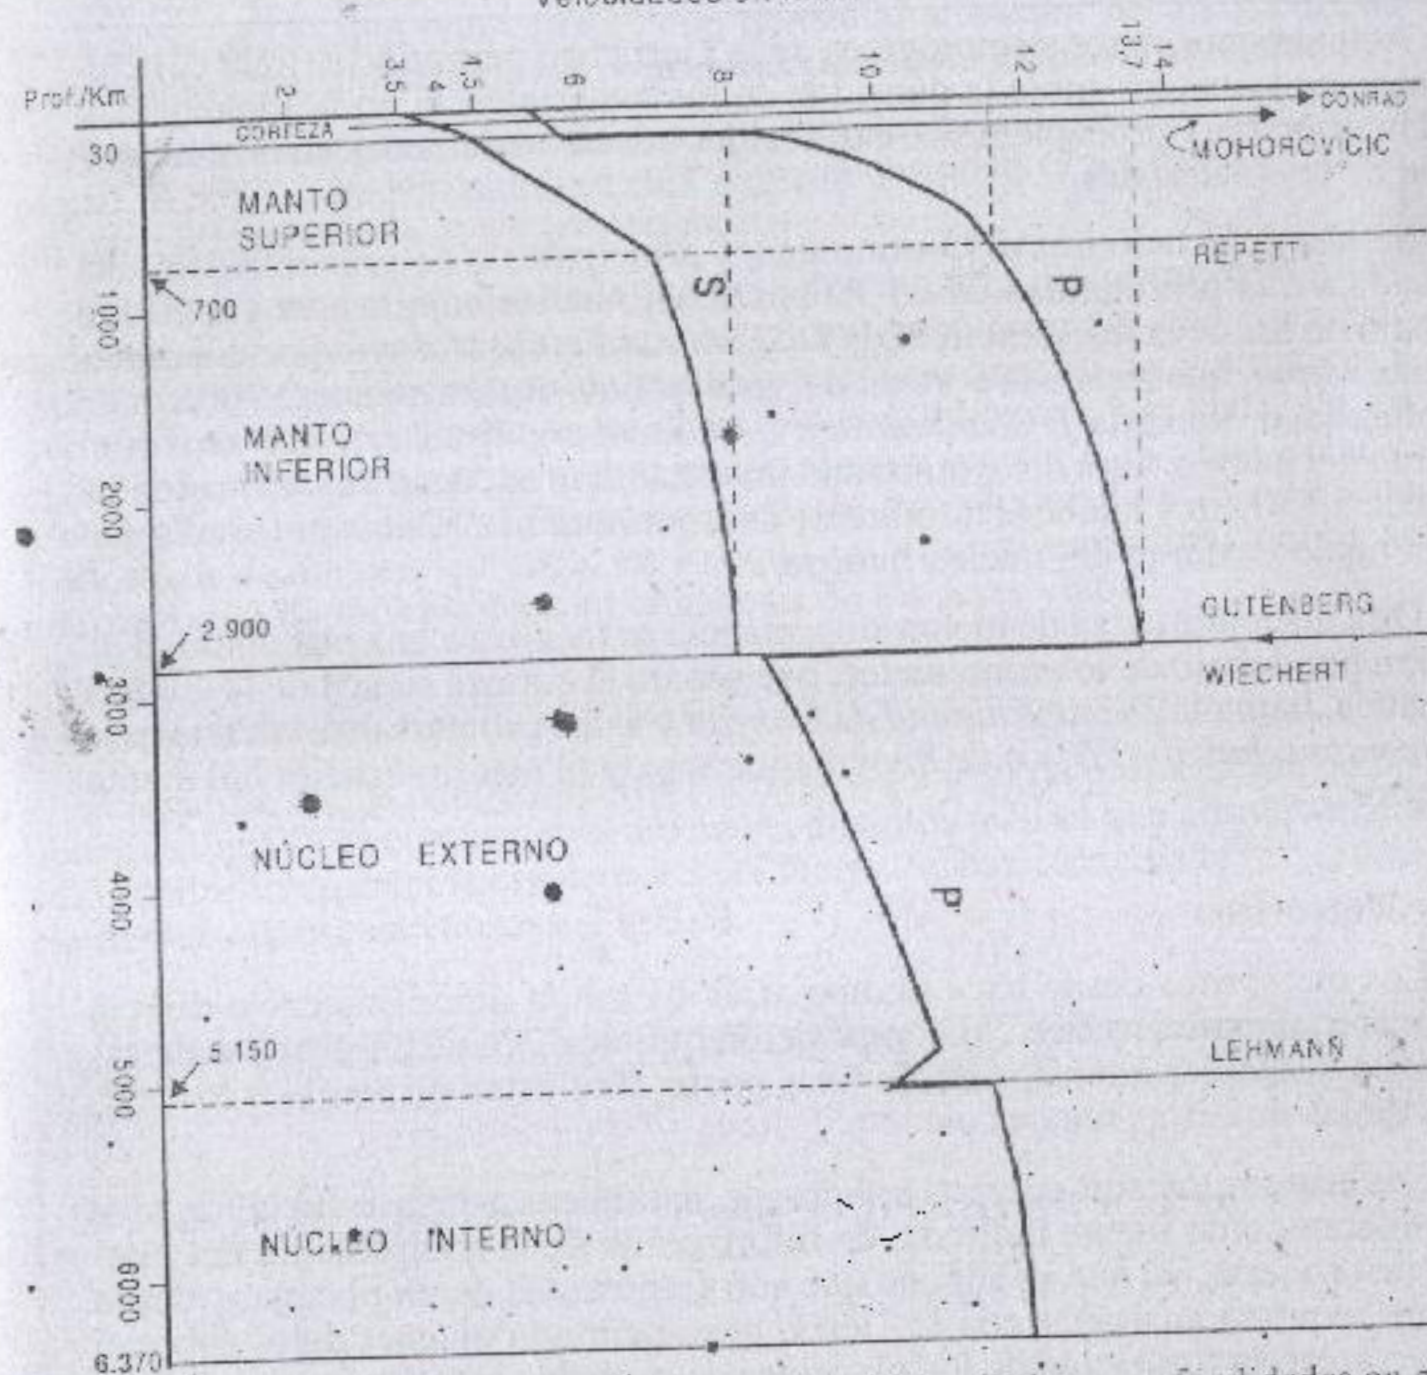 Prof./Km
2
3,5
4
4,5
6
8
10
12
13,7
14
CONRAD
CORTEZA
MOHOROVICIC
30
MANTO
SUPERIOR
REPETTI
700
S
P
1000
MANTO
INFERIOR
2000
GUTENBERG
2.900
WIECHERT
3000
NÚCLEO EXTERNO
4000
P
5.150
LEHMANN
5000
NÚCLEO INTERNO
6000
6.370